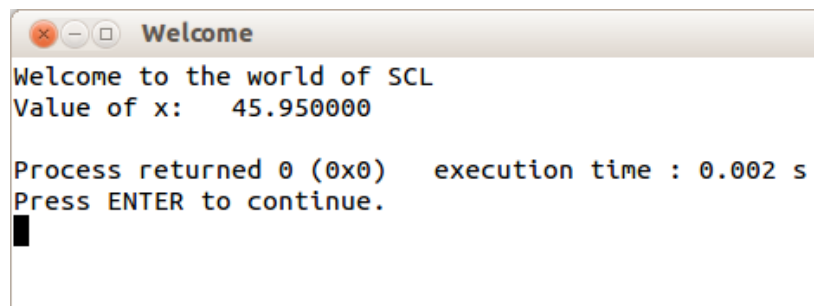 Welcome
Welcome to the world of SCL
Value of x:   45.950000
Process returned 0 (0x0)   execution time : 0.002 s
Press ENTER to continue.